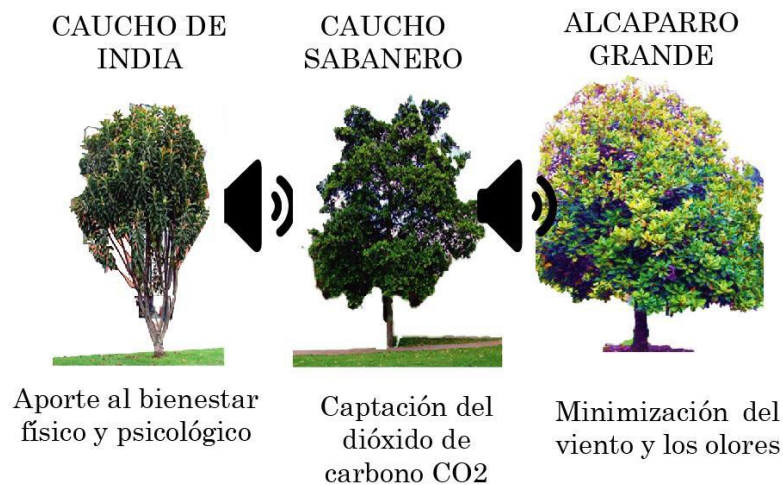 CAUCHO DE
INDIA
CAUCHO
SABANERO
ALCAPARRO
GRANDE
Aporte al bienestar
físico y psicológico
Captación del
dióxido de
carbono CO2
Minimización del
viento y los olores